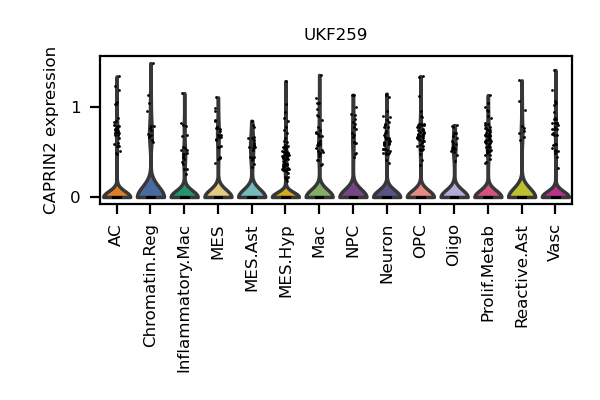 UKF259
CAPRIN2 expression
1
0
AC
Chromatin.Reg
Inflammatory.Mac
MES
MES.Ast
MES.Hyp
Mac
NPC
Neuron
OPC
Oligo
Prolif.Metab
Reactive.Ast
Vasc